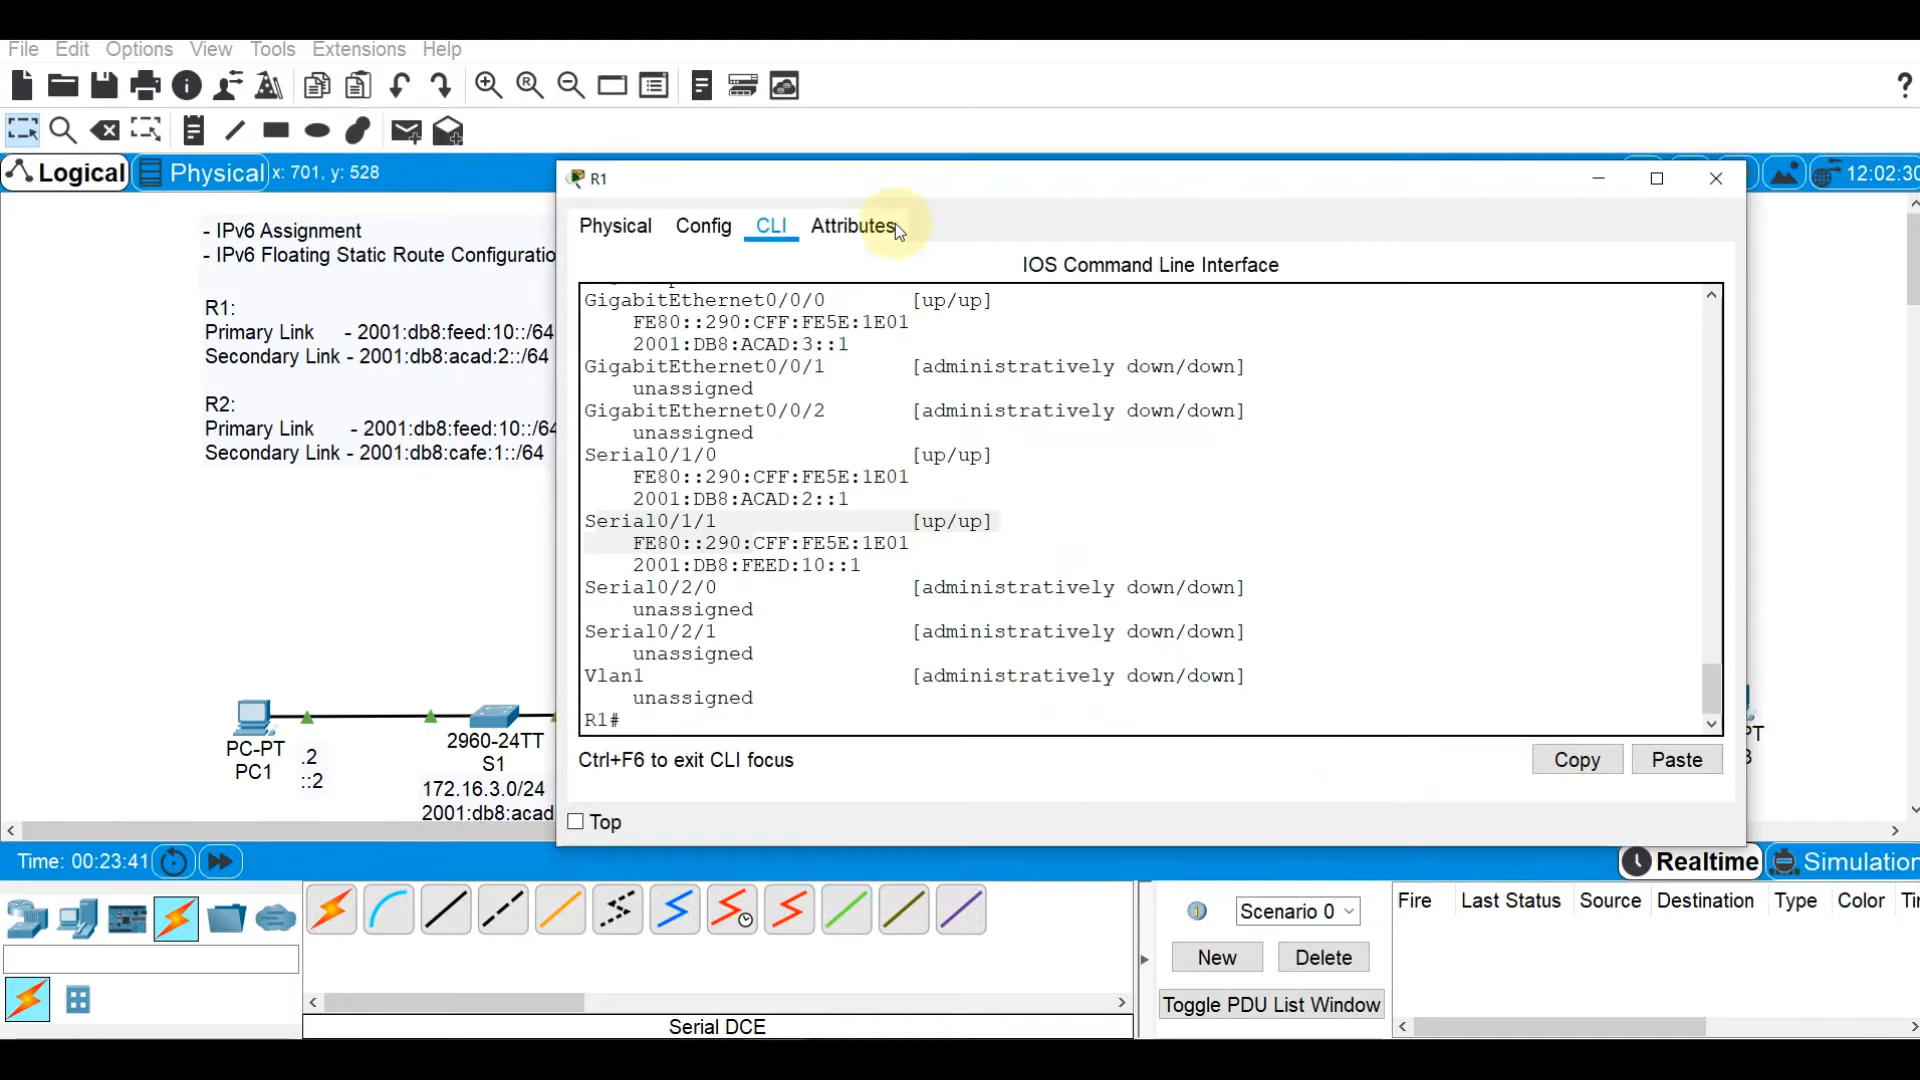 File Edit Options View Tools Extensions Help
?
Logical Physical x: 701, y: 528
12:02:30
- IPv6 Assignment
- IPv6 Floating Static Route Configuratio
R1:
Primary Link - 2001:db8:feed:10::/64
Secondary Link - 2001:db8:acad:2::/64
R2:
Primary Link - 2001:db8:feed:10::/64
Secondary Link - 2001:db8:cafe:1::/64
R1
Physical Config CLI Attributes
IOS Command Line Interface
GigabitEthernet0/0/0 [up/up]
FE80::290:CFF:FE5E:1E01
2001:DB8:ACAD:3::1
GigabitEthernet0/0/1 [administratively down/down]
unassigned
GigabitEthernet0/0/2 [administratively down/down]
unassigned
Serial0/1/0 [up/up]
FE80::290:CFF:FE5E:1E01
2001:DB8:ACAD:2::1
Serial0/1/1 [up/up]
FE80::290:CFF:FE5E:1E01
2001:DB8:FEED:10::1
Serial0/2/0 [administratively down/down]
unassigned
Serial0/2/1 [administratively down/down]
unassigned
Vlan1 [administratively down/down]
unassigned
R1#
Ctrl+F6 to exit CLI focus
Copy Paste
Top
PC-PT
PC1
.2
::2
2960-24TT
S1
172.16.3.0/24
2001:db8:acad
Time: 00:23:41
Realtime Simulation
Scenario 0
New Delete
Toggle PDU List Window
Fire Last Status Source Destination Type Color
Serial DCE